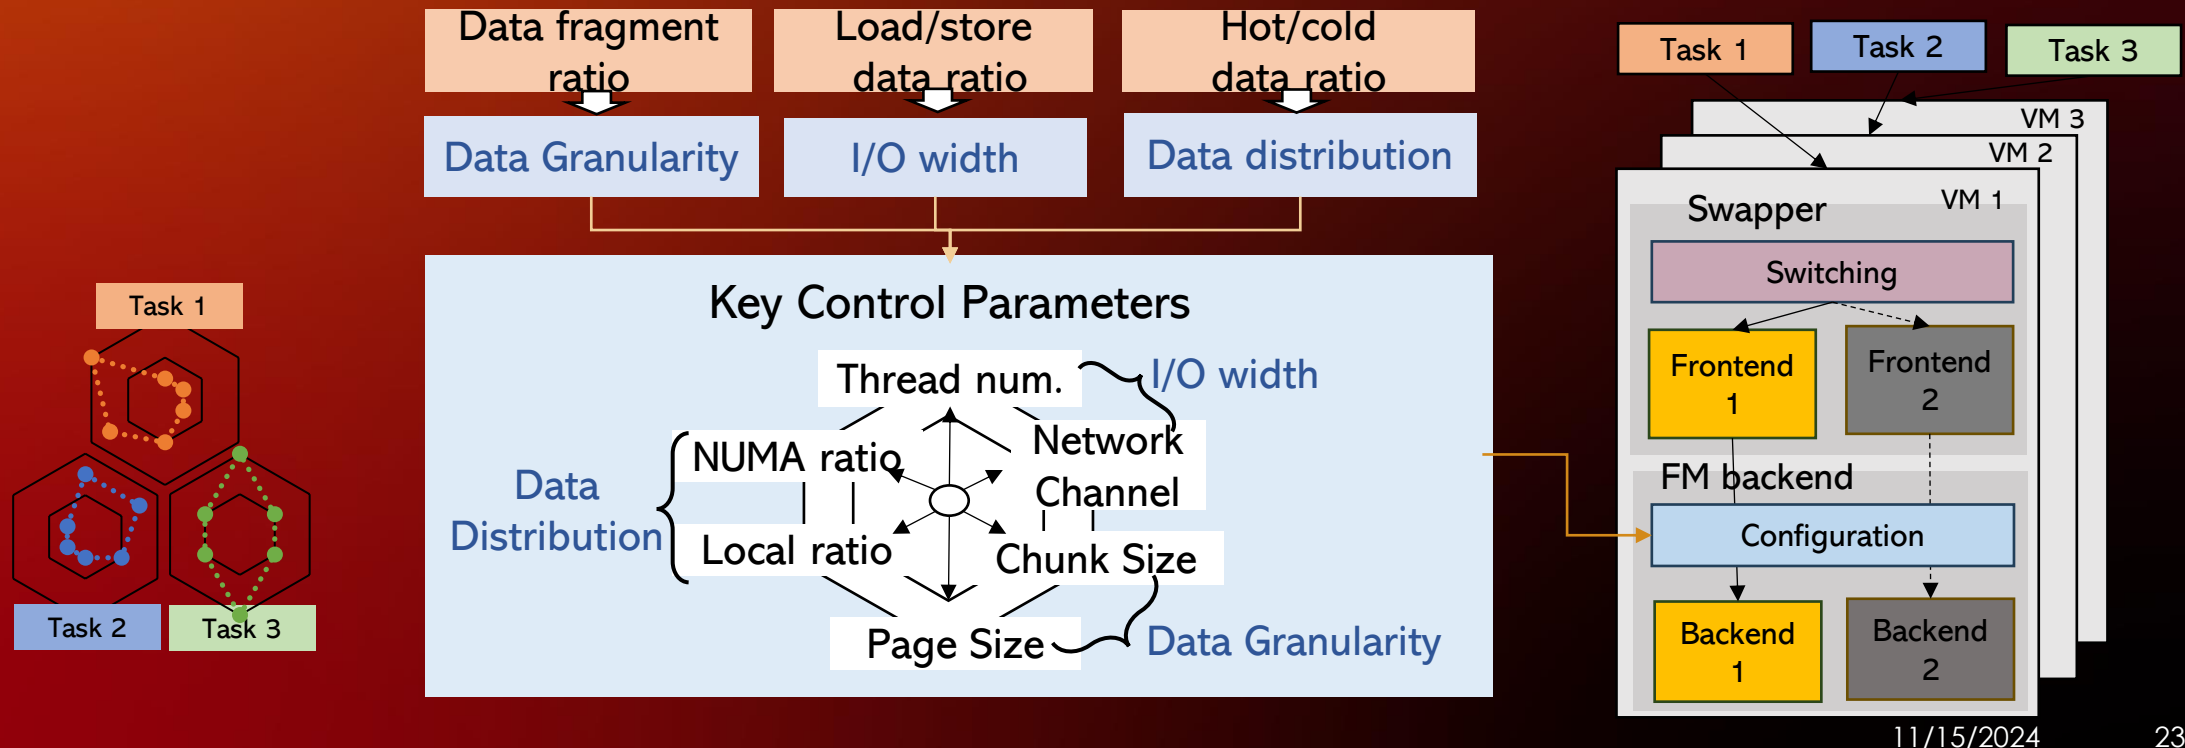 Data fragment
ratio
Load/store
data ratio
Hot/cold
data ratio
Data Granularity
I/O width
Data distribution
Key Control Parameters
Thread num.
I/O width
NUMA ratio
Network
Channel
Data
Distribution
Local ratio
Chunk Size
Page Size
Data Granularity
Task 1
Task 2
Task 3
Task 1
Task 2
Task 3
VM 3
VM 2
VM 1
Swapper
Switching
Frontend
1
Frontend
2
FM backend
Configuration
Backend
1
Backend
2
11/15/2024
23